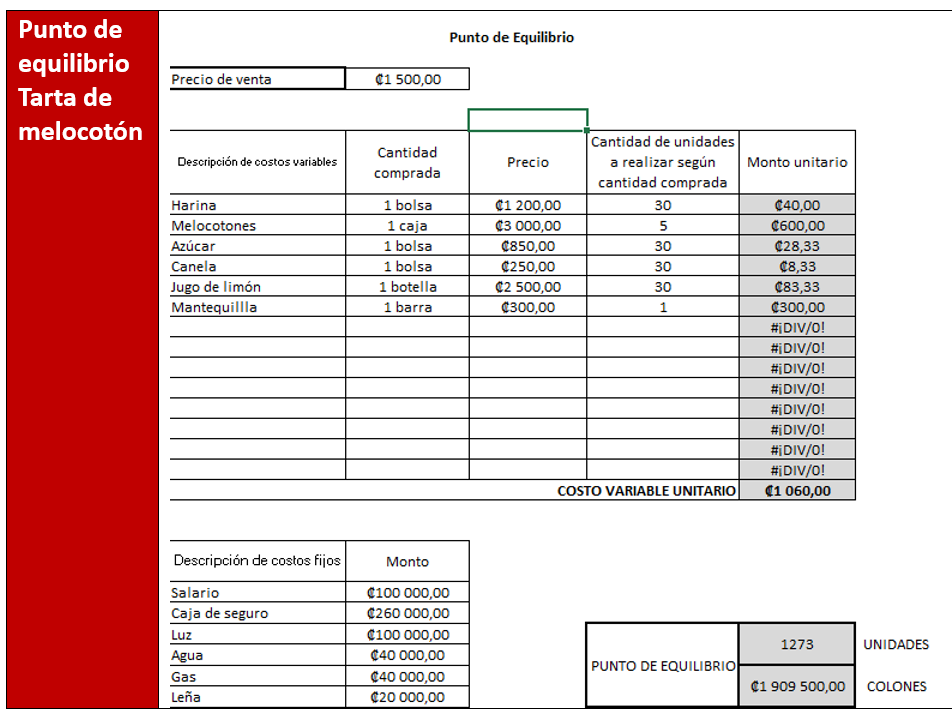 Punto de
equilibrio
Tarta de
melocotón
Punto de Equilibrio
Precio de venta ₡1 500,00
Descripción de costos variables Cantidad comprada Precio Cantidad de unidades a realizar según cantidad comprada Monto unitario
Harina 1 bolsa ₡1 200,00 30 ₡40,00
Melocotones 1 caja ₡3 000,00 5 ₡600,00
Azúcar 1 bolsa ₡850,00 30 ₡28,33
Canela 1 bolsa ₡250,00 30 ₡8,33
Jugo de limón 1 botella ₡2 500,00 30 ₡83,33
Mantequillla 1 barra ₡300,00 1 ₡300,00
#¡DIV/0!
#¡DIV/0!
#¡DIV/0!
#¡DIV/0!
#¡DIV/0!
#¡DIV/0!
#¡DIV/0!
#¡DIV/0!
COSTO VARIABLE UNITARIO ₡1 060,00
Descripción de costos fijos Monto
Salario ₡100 000,00
Caja de seguro ₡260 000,00
Luz ₡100 000,00
Agua ₡40 000,00
Gas ₡40 000,00
Leña ₡20 000,00
PUNTO DE EQUILIBRIO
1273 UNIDADES
₡1 909 500,00 COLONES